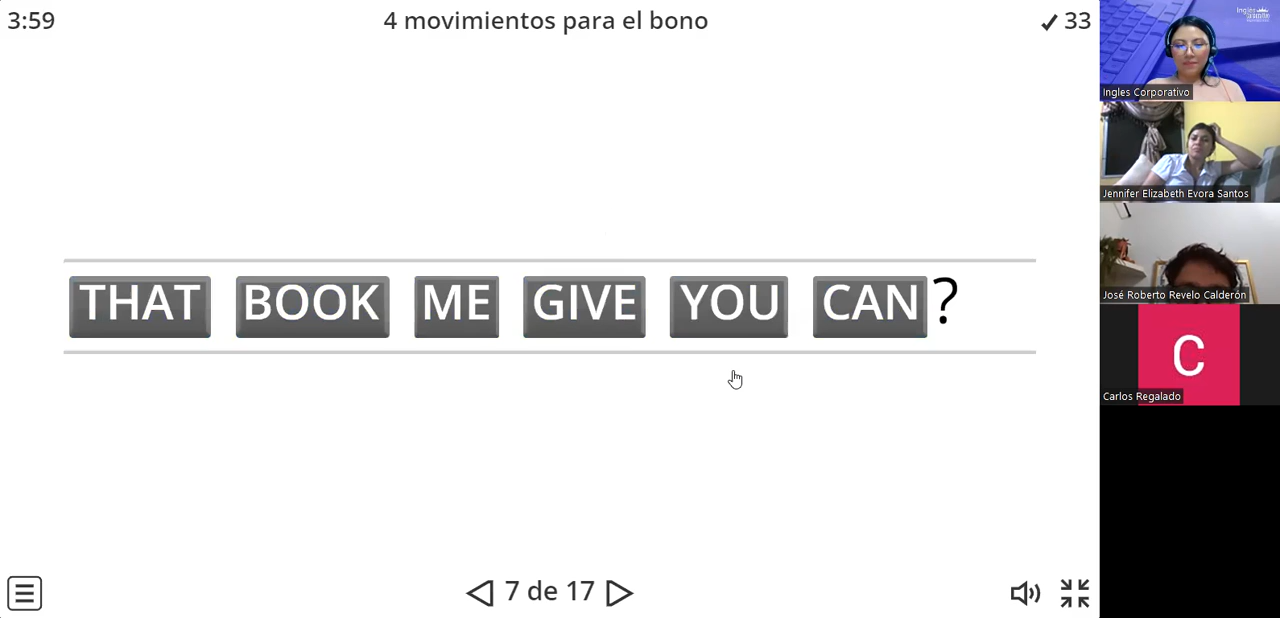 3:59
4 movimientos para el bono
✓ 33
THAT BOOK ME GIVE YOU CAN ?
7 de 17
Ingles Corporativo
Jennifer Elizabeth Evora Santos
José Roberto Revelo Calderón
C
Carlos Regalado